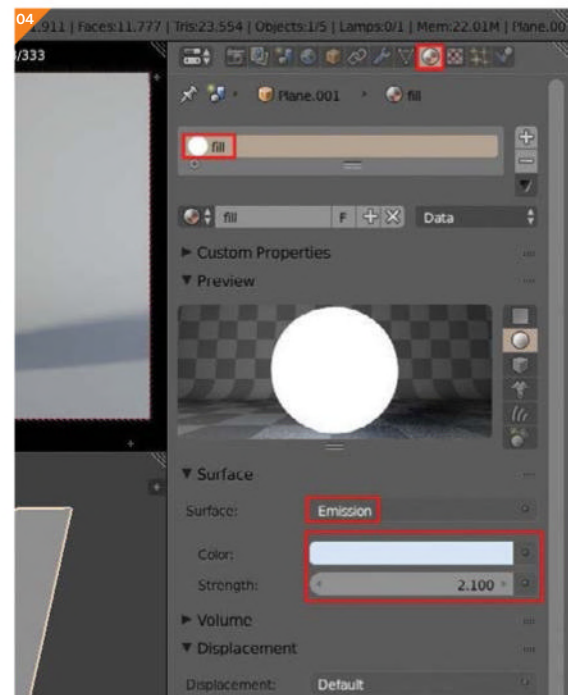 04
.911 | Faces:11.777 | Tris:23.554 | Objects:1/5 | Lamps:0/1 | Mem:22.01M | Plane.00
/333
Plane.001 fill
fill
fill F Data
Custom Properties
Preview
Surface
Surface: Emission
Color:
Strength: 2.100
Volume
Displacement
Displacement: Default